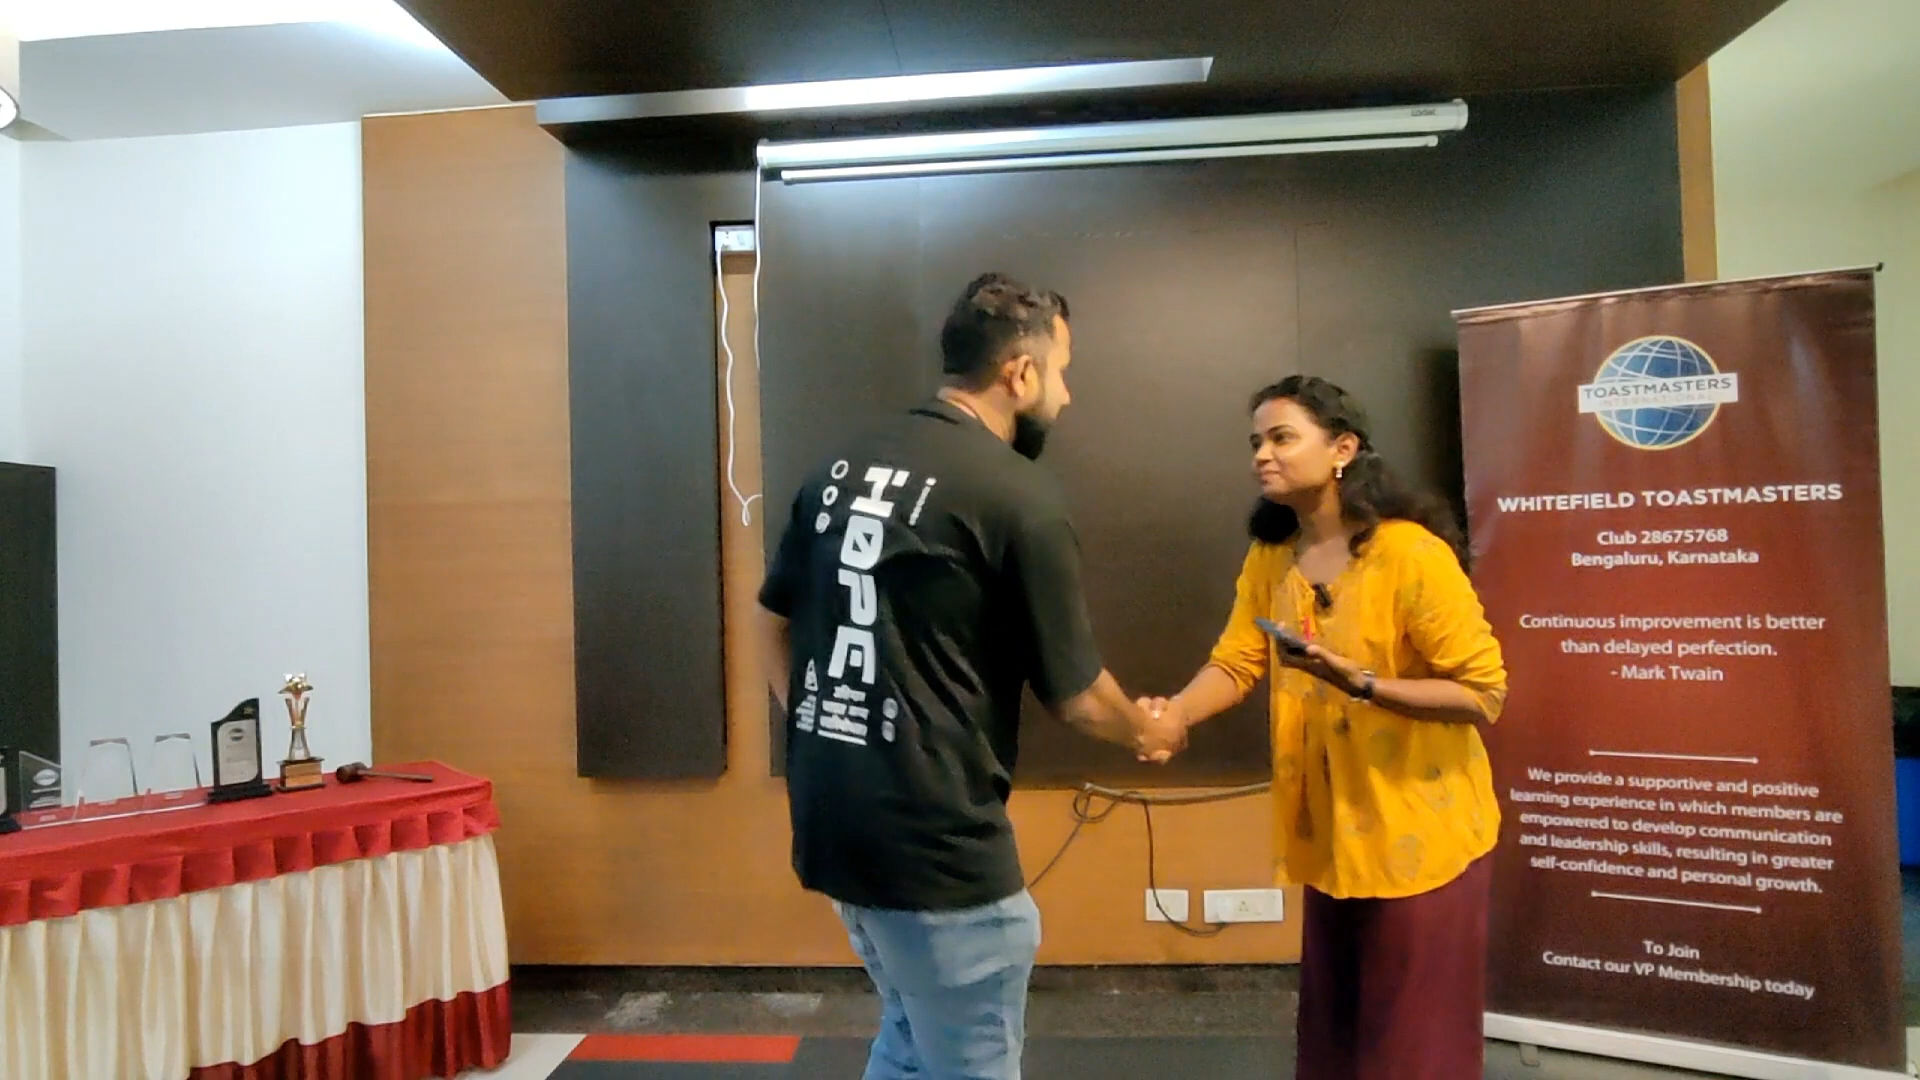 HOPE
TOASTMASTERS
INTERNATIONAL
WHITEFIELD TOASTMASTERS
Club 28675768
Bengaluru, Karnataka
Continuous improvement is better
than delayed perfection.
- Mark Twain
We provide a supportive and positive
learning experience in which members are
empowered to develop communication
and leadership skills, resulting in greater
self-confidence and personal growth.
To Join
Contact our VP Membership today